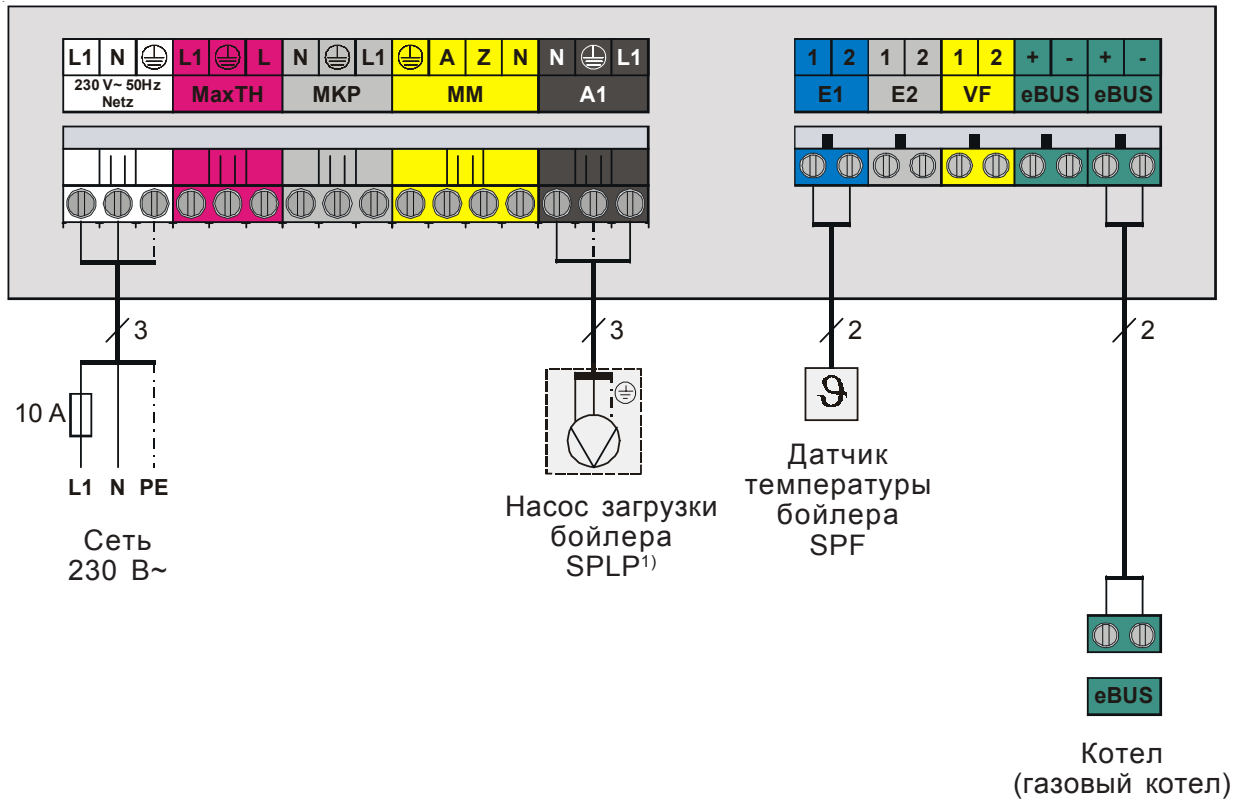 L1 N L1 L N L1 A Z N N L1
230 V~ 50Hz
Netz
MaxTH MKP MM A1
1 2 1 2 1 2 + - + -
E1 E2 VF eBUS eBUS
3
3
2
2
10 A
L1 N PE
Сеть
230 В~
Насос загрузки
бойлера
SPLP1)
ϑ
Датчик
температуры
бойлера
SPF
eBUS
Котел
(газовый котел)